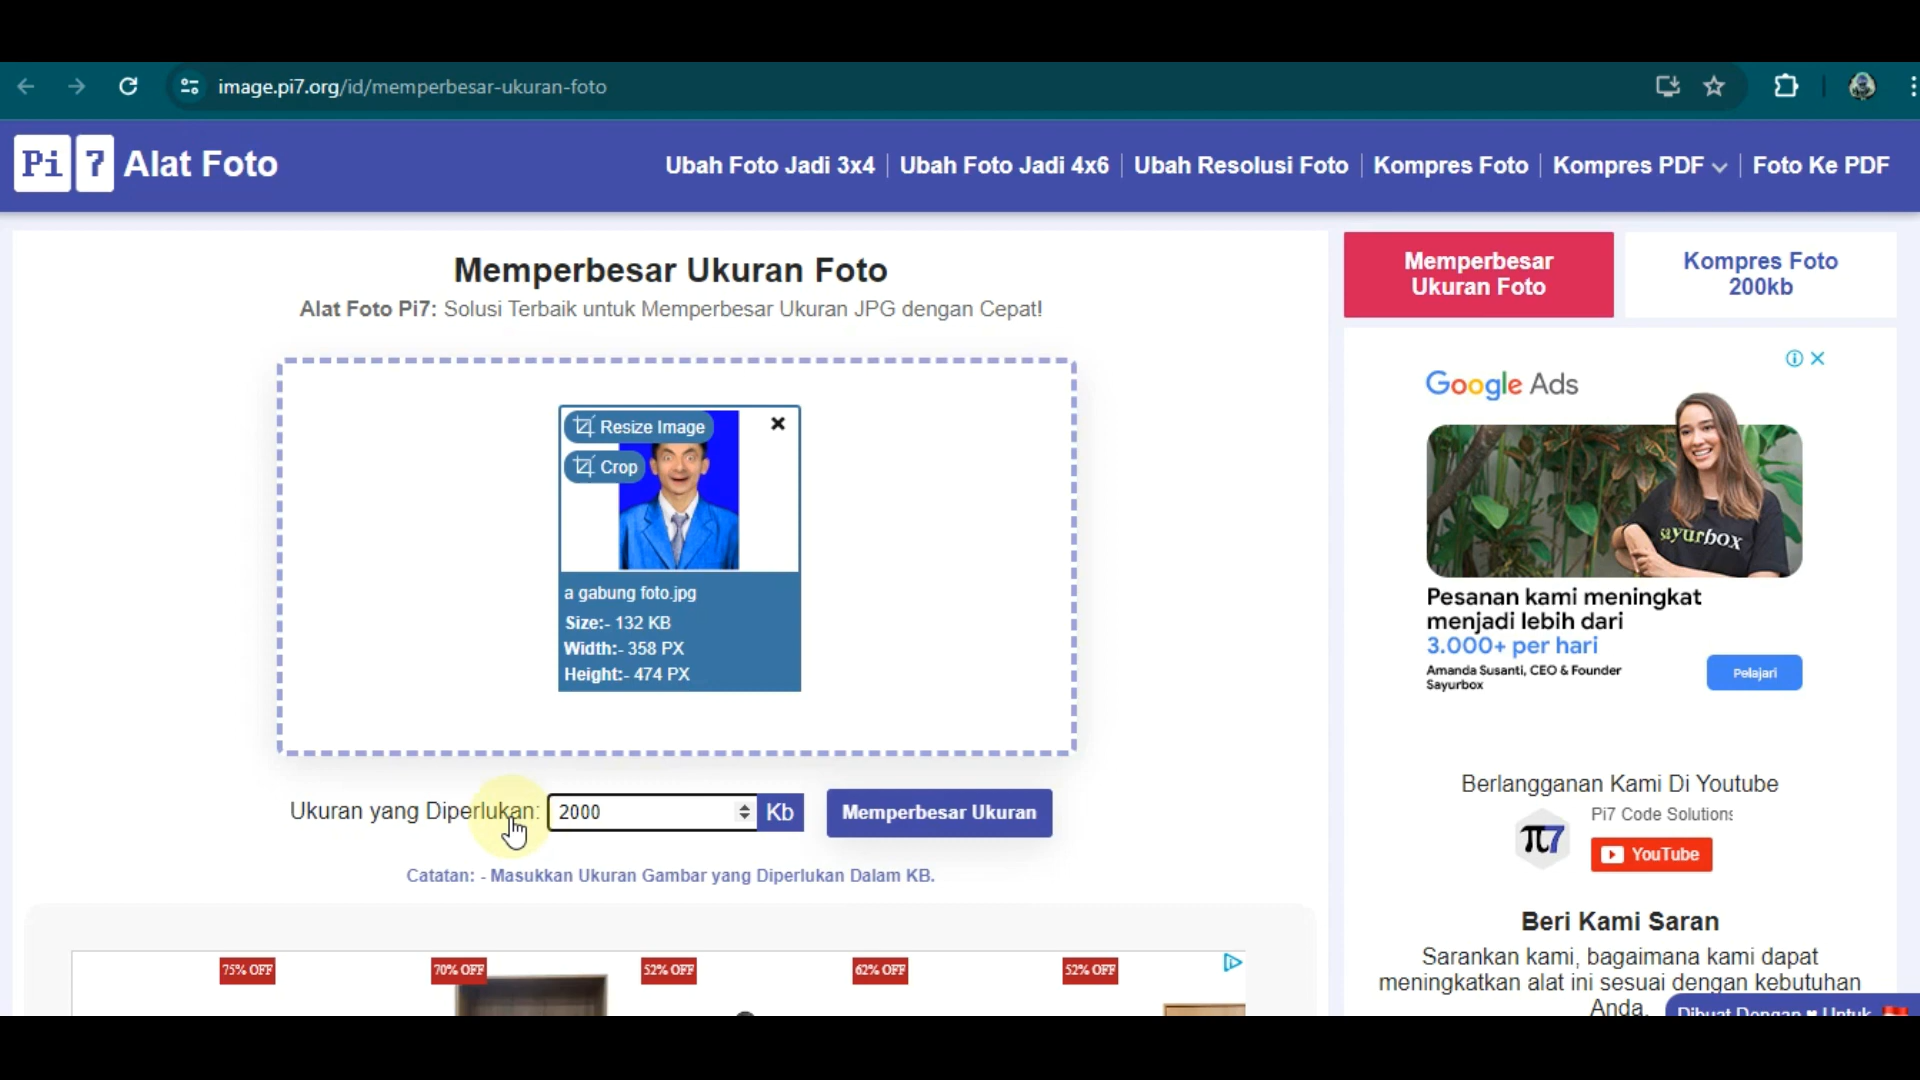 image.pi7.org/id/memperbesar-ukuran-foto
Pi 7 Alat Foto
Ubah Foto Jadi 3x4 | Ubah Foto Jadi 4x6 | Ubah Resolusi Foto | Kompres Foto | Kompres PDF | Foto Ke PDF
Memperbesar Ukuran Foto
Alat Foto Pi7: Solusi Terbaik untuk Memperbesar Ukuran JPG dengan Cepat!
Resize Image
Crop
a gabung foto.jpg
Size:- 132 KB
Width:- 358 PX
Height:- 474 PX
Ukuran yang Diperlukan: 2000 Kb Memperbesar Ukuran
Catatan: - Masukkan Ukuran Gambar yang Diperlukan Dalam KB.
75% OFF 70% OFF 52% OFF 62% OFF 52% OFF
Memperbesar
Ukuran Foto
Kompres Foto
200kb
Google Ads
sayurbox
Pesanan kami meningkat
menjadi lebih dari
3.000+ per hari
Amanda Susanti, CEO & Founder
Sayurbox
Pelajari
Berlangganan Kami Di Youtube
π7
Pi7 Code Solutions
YouTube
Beri Kami Saran
Sarankan kami, bagaimana kami dapat
meningkatkan alat ini sesuai dengan kebutuhan
Anda.
Dibuat Dengan ♥ Untuk